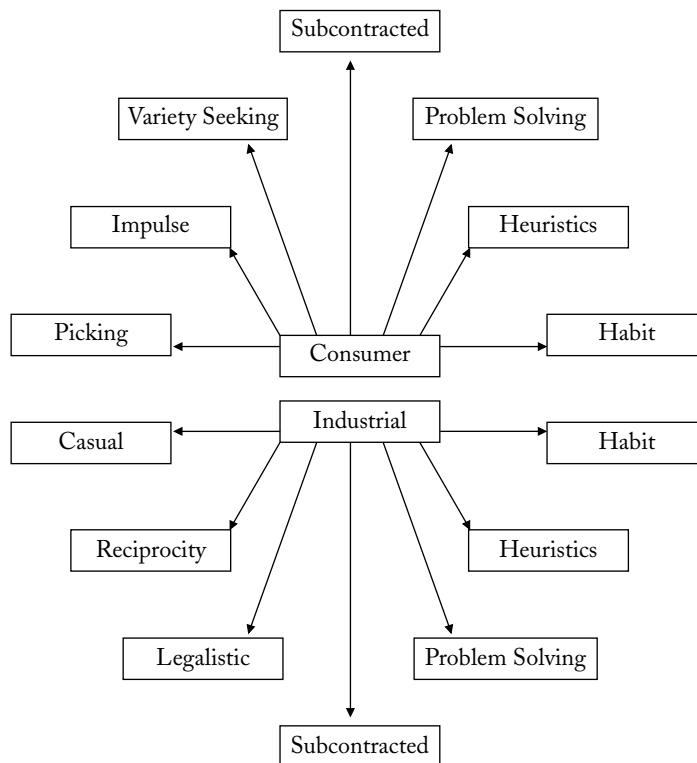 Subcontracted
Variety Seeking
Problem Solving
Impulse
Heuristics
Picking
Consumer
Habit
Casual
Industrial
Habit
Reciprocity
Heuristics
Legalistic
Problem Solving
Subcontracted